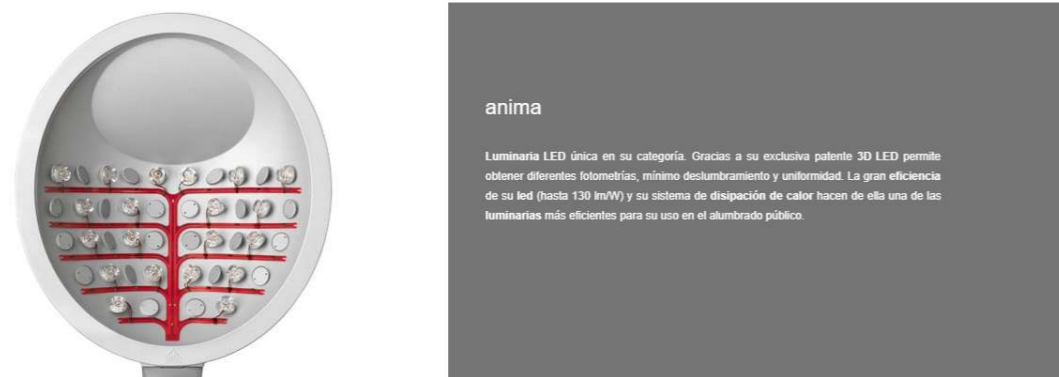 anima
Luminaria LED única en su categoría. Gracias a su exclusiva patente 3D LED permite
obtener diferentes fotometrías, mínimo deslumbramiento y uniformidad. La gran eficiencia
de su led (hasta 130 lm/W) y su sistema de disipación de calor hacen de ella una de las
luminarias más eficientes para su uso en el alumbrado público.